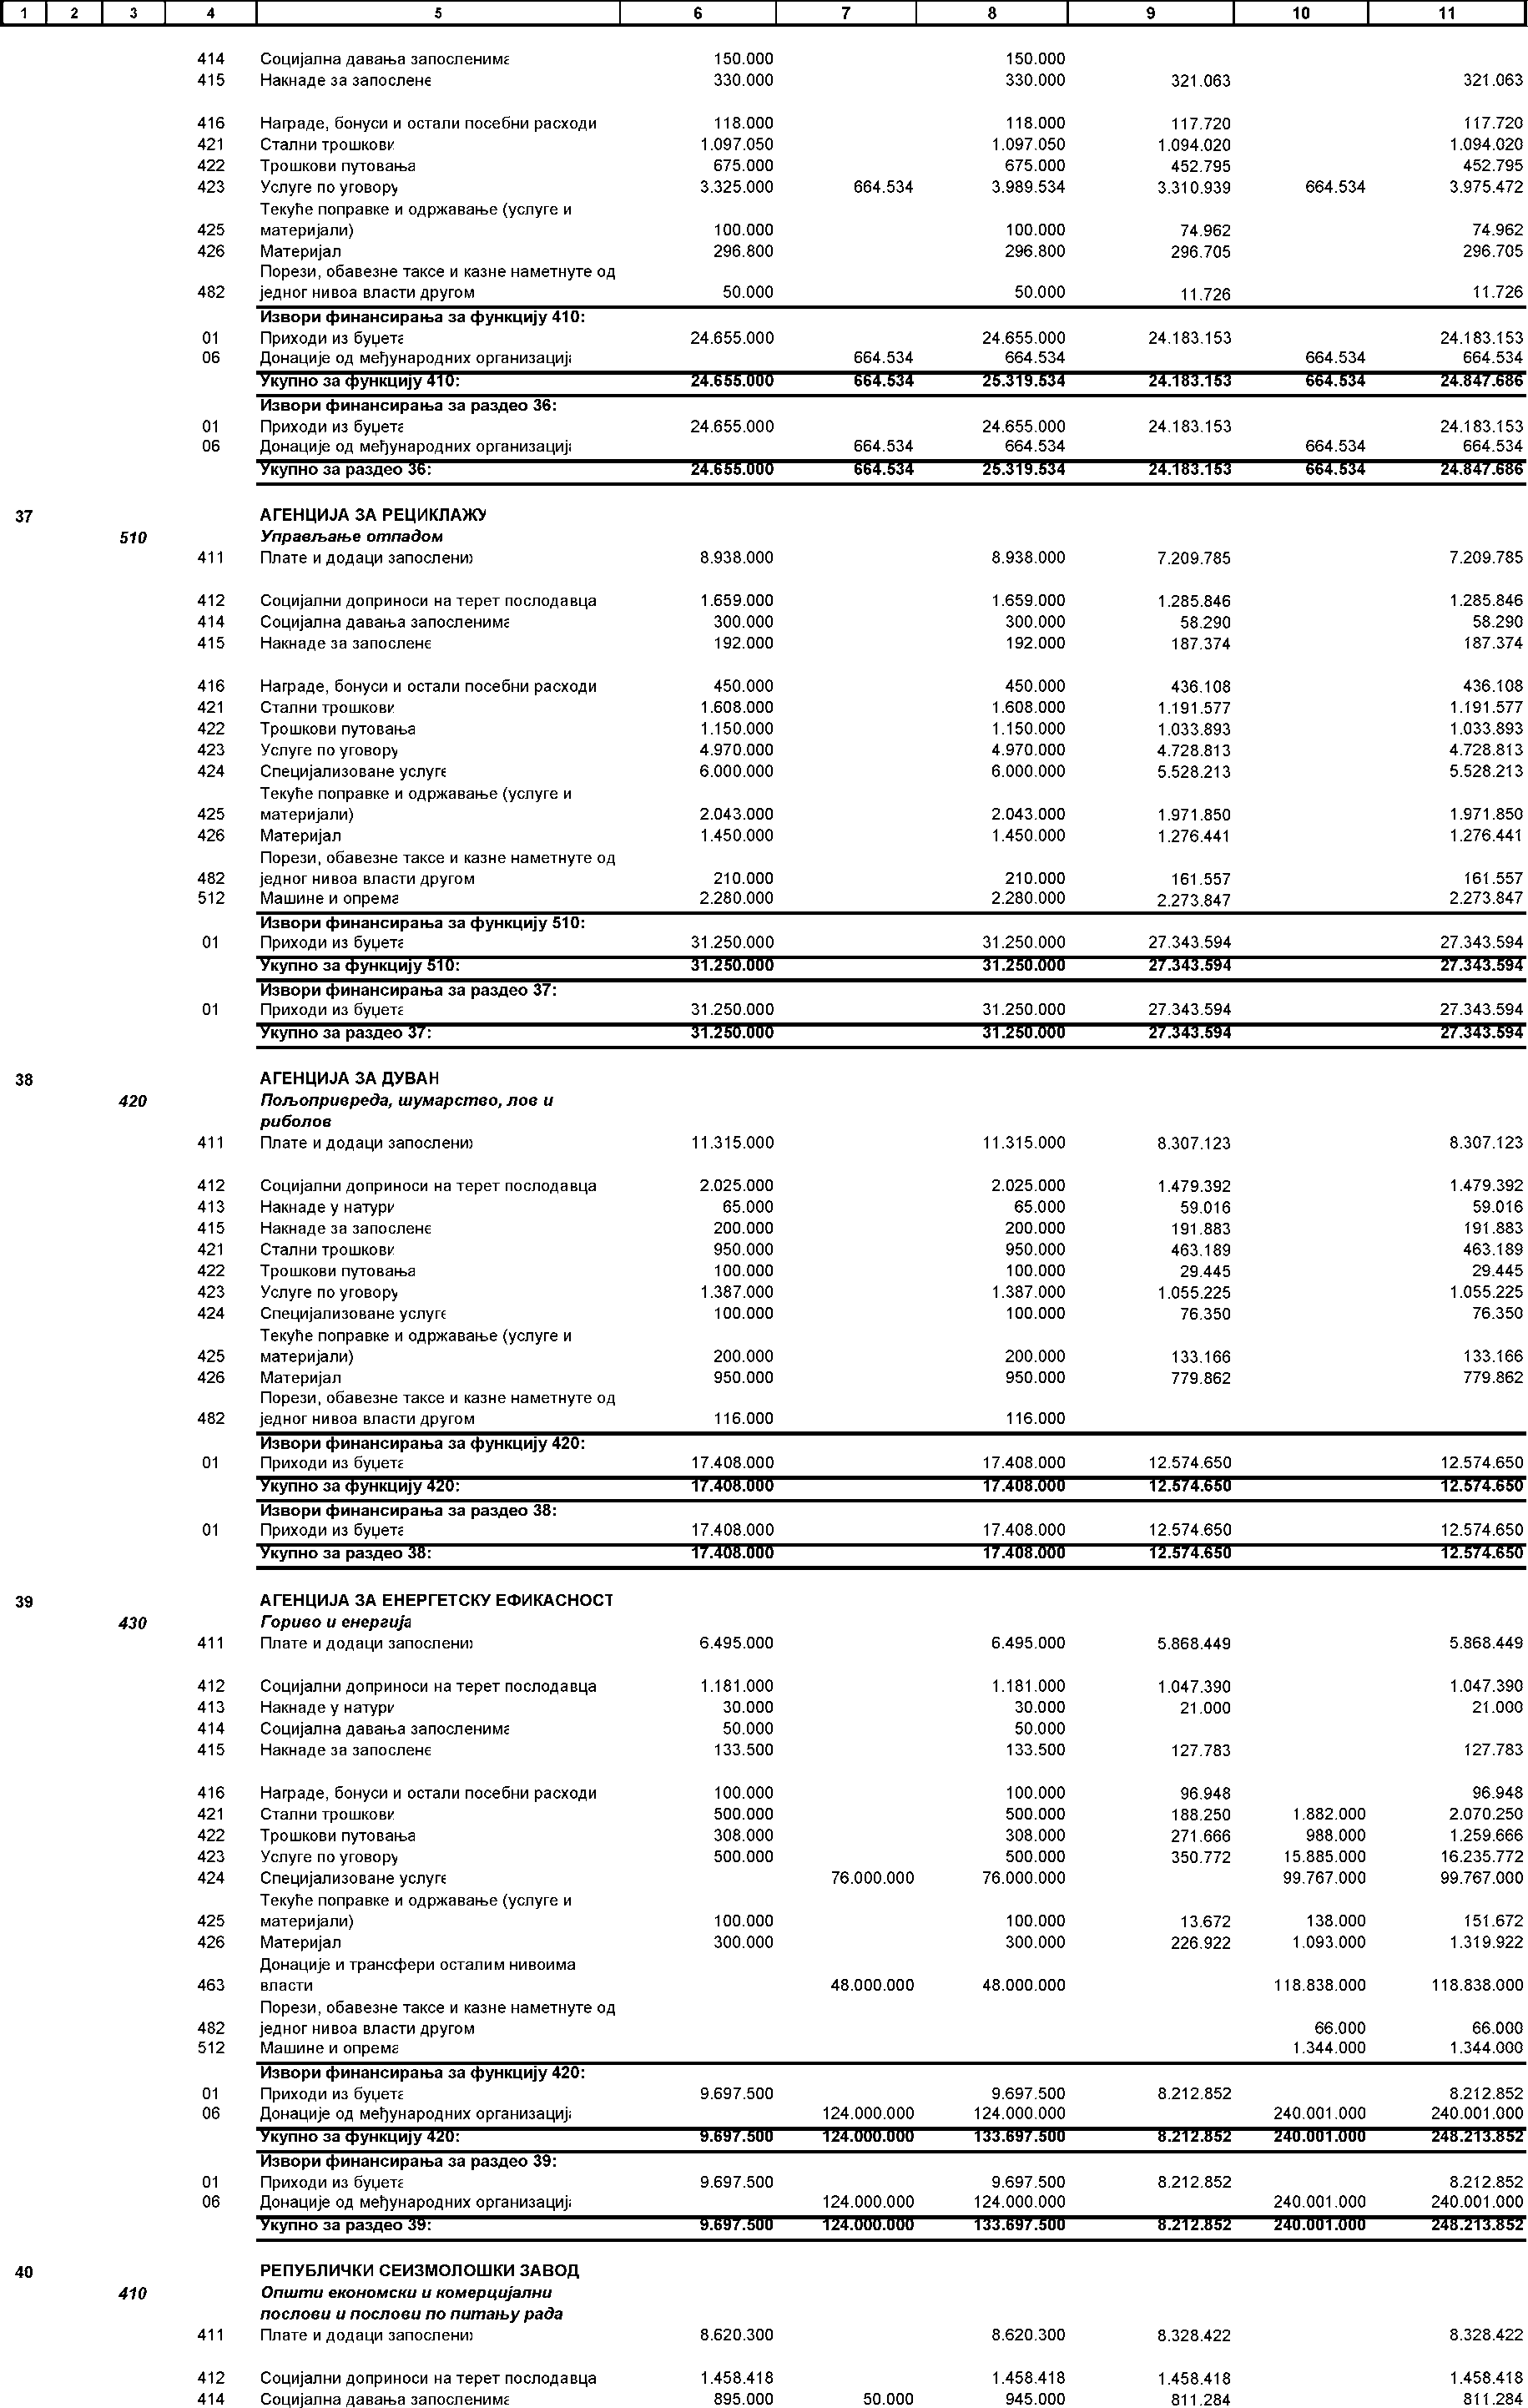 1 2 3 4 5 6 7 8 9 10 11
414 Социјална давања запосленима 150.000 150.000
415 Накнаде за запослене 330.000 330.000 321.063 321.063
416 Награде, бонуси и остали посебни расходи 118.000 118.000 117.720 117.720
421 Стални трошкови 1.097.050 1.097.050 1.094.020 1.094.020
422 Трошкови путовања 675.000 675.000 452.795 452.795
423 Услуге по уговору 3.325.000 664.534 3.989.534 3.310.939 664.534 3.975.472
Текуће поправке и одржавање (услуге и
425 материјали) 100.000 100.000 74.962 74.962
426 Материјал 296.800 296.800 296.705 296.705
Порези, обавезне таксе и казне наметнуте од
482 једног нивоа власти другом 50.000 50.000 11.726 11.726
Извори финансирања за функцију 410:
01 Приходи из буџета 24.655.000 24.655.000 24.183.153 24.183.153
06 Донације од међународних организација 664.534 664.534 664.534 664.534
Укупно за функцију 410: 24.655.000 664.534 25.319.534 24.183.153 664.534 24.847.686
Извори финансирања за раздео 36:
01 Приходи из буџета 24.655.000 24.655.000 24.183.153 24.183.153
06 Донације од међународних организација 664.534 664.534 664.534 664.534
Укупно за раздео 36: 24.655.000 664.534 25.319.534 24.183.153 664.534 24.847.686
37 АГЕНЦИЈА ЗА РЕЦИКЛАЖУ
510 Управљање отпадом
411 Плате и додаци запослених 8.938.000 8.938.000 7.209.785 7.209.785
412 Социјални доприноси на терет послодавца 1.659.000 1.659.000 1.285.846 1.285.846
414 Социјална давања запосленима 300.000 300.000 58.290 58.290
415 Накнаде за запослене 192.000 192.000 187.374 187.374
416 Награде, бонуси и остали посебни расходи 450.000 450.000 436.108 436.108
421 Стални трошкови 1.608.000 1.608.000 1.191.577 1.191.577
422 Трошкови путовања 1.150.000 1.150.000 1.033.893 1.033.893
423 Услуге по уговору 4.970.000 4.970.000 4.728.813 4.728.813
424 Специјализоване услуге 6.000.000 6.000.000 5.528.213 5.528.213
Текуће поправке и одржавање (услуге и
425 материјали) 2.043.000 2.043.000 1.971.850 1.971.850
426 Материјал 1.450.000 1.450.000 1.276.441 1.276.441
Порези, обавезне таксе и казне наметнуте од
482 једног нивоа власти другом 210.000 210.000 161.557 161.557
512 Машине и опрема 2.280.000 2.280.000 2.273.847 2.273.847
Извори финансирања за функцију 510:
01 Приходи из буџета 31.250.000 31.250.000 27.343.594 27.343.594
Укупно за функцију 510: 31.250.000 31.250.000 27.343.594 27.343.594
Извори финансирања за раздео 37:
01 Приходи из буџета 31.250.000 31.250.000 27.343.594 27.343.594
Укупно за раздео 37: 31.250.000 31.250.000 27.343.594 27.343.594
38 АГЕНЦИЈА ЗА ДУВАН
420 Пољопривреда, шумарство, лов и
риболов
411 Плате и додаци запослених 11.315.000 11.315.000 8.307.123 8.307.123
412 Социјални доприноси на терет послодавца 2.025.000 2.025.000 1.479.392 1.479.392
413 Накнаде у натури 65.000 65.000 59.016 59.016
415 Накнаде за запослене 200.000 200.000 191.883 191.883
421 Стални трошкови 950.000 950.000 463.189 463.189
422 Трошкови путовања 100.000 100.000 29.445 29.445
423 Услуге по уговору 1.387.000 1.387.000 1.055.225 1.055.225
424 Специјализоване услуге 100.000 100.000 76.350 76.350
Текуће поправке и одржавање (услуге и
425 материјали) 200.000 200.000 133.166 133.166
426 Материјал 950.000 950.000 779.862 779.862
Порези, обавезне таксе и казне наметнуте од
482 једног нивоа власти другом 116.000 116.000
Извори финансирања за функцију 420:
01 Приходи из буџета 17.408.000 17.408.000 12.574.650 12.574.650
Укупно за функцију 420: 17.408.000 17.408.000 12.574.650 12.574.650
Извори финансирања за раздео 38:
01 Приходи из буџета 17.408.000 17.408.000 12.574.650 12.574.650
Укупно за раздео 38: 17.408.000 17.408.000 12.574.650 12.574.650
39 АГЕНЦИЈА ЗА ЕНЕРГЕТСКУ ЕФИКАСНОСТ
430 Гориво и енергија
411 Плате и додаци запослених 6.495.000 6.495.000 5.868.449 5.868.449
412 Социјални доприноси на терет послодавца 1.181.000 1.181.000 1.047.390 1.047.390
413 Накнаде у натури 30.000 30.000 21.000 21.000
414 Социјална давања запосленима 50.000 50.000
415 Накнаде за запослене 133.500 133.500 127.783 127.783
416 Награде, бонуси и остали посебни расходи 100.000 100.000 96.948 96.948
421 Стални трошкови 500.000 500.000 188.250 1.882.000 2.070.250
422 Трошкови путовања 308.000 308.000 271.666 988.000 1.259.666
423 Услуге по уговору 500.000 500.000 350.772 15.885.000 16.235.772
424 Специјализоване услуге 76.000.000 76.000.000 99.767.000 99.767.000
Текуће поправке и одржавање (услуге и
425 материјали) 100.000 100.000 13.672 138.000 151.672
426 Материјал 300.000 300.000 226.922 1.093.000 1.319.922
Донације и трансфери осталим нивоима
463 власти 48.000.000 48.000.000 118.838.000 118.838.000
Порези, обавезне таксе и казне наметнуте од
482 једног нивоа власти другом 66.000 66.000
512 Машине и опрема 1.344.000 1.344.000
Извори финансирања за функцију 420:
01 Приходи из буџета 9.697.500 9.697.500 8.212.852 8.212.852
06 Донације од међународних организација 124.000.000 124.000.000 240.001.000 240.001.000
Укупно за функцију 420: 9.697.500 124.000.000 133.697.500 8.212.852 240.001.000 248.213.852
Извори финансирања за раздео 39:
01 Приходи из буџета 9.697.500 9.697.500 8.212.852 8.212.852
06 Донације од међународних организација 124.000.000 124.000.000 240.001.000 240.001.000
Укупно за раздео 39: 9.697.500 124.000.000 133.697.500 8.212.852 240.001.000 248.213.852
40 РЕПУБЛИЧКИ СЕИЗМОЛОШКИ ЗАВОД
410 Општи економски и комерцијални
послови и послови по питању рада
411 Плате и додаци запослених 8.620.300 8.620.300 8.328.422 8.328.422
412 Социјални доприноси на терет послодавца 1.458.418 1.458.418 1.458.418 1.458.418
414 Социјална давања запосленима 895.000 50.000 945.000 811.284 811.284